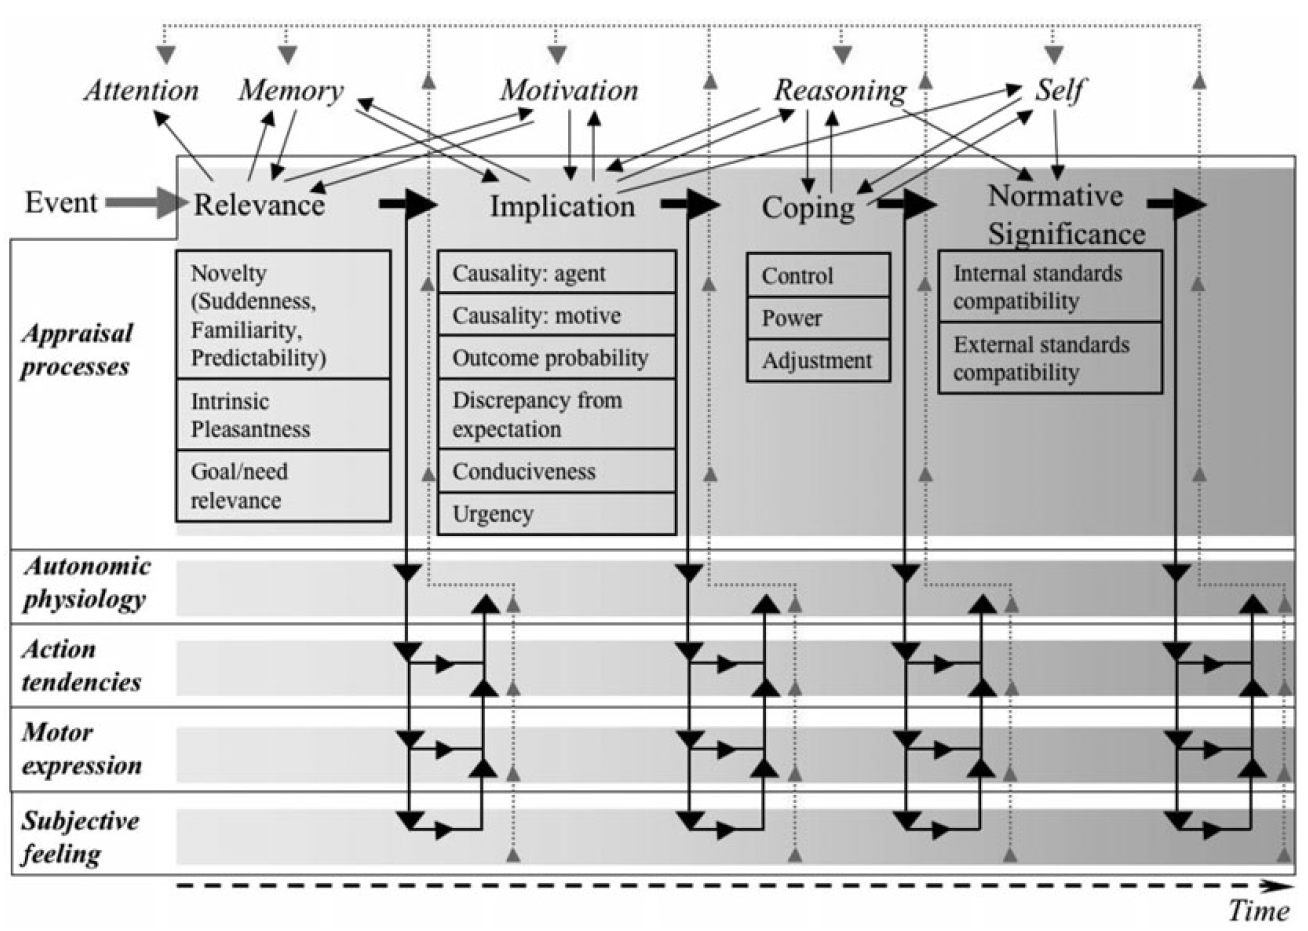 Attention Memory Motivation Reasoning Self
Event Relevance Implication Coping Normative
Significance
Appraisal
processes
Novelty
(Suddenness,
Familiarity,
Predictability)
Intrinsic
Pleasantness
Goal/need
relevance
Causality: agent
Causality: motive
Outcome probability
Discrepancy from
expectation
Conduciveness
Urgency
Control
Power
Adjustment
Internal standards
compatibility
External standards
compatibility
Autonomic
physiology
Action
tendencies
Motor
expression
Subjective
feeling
Time